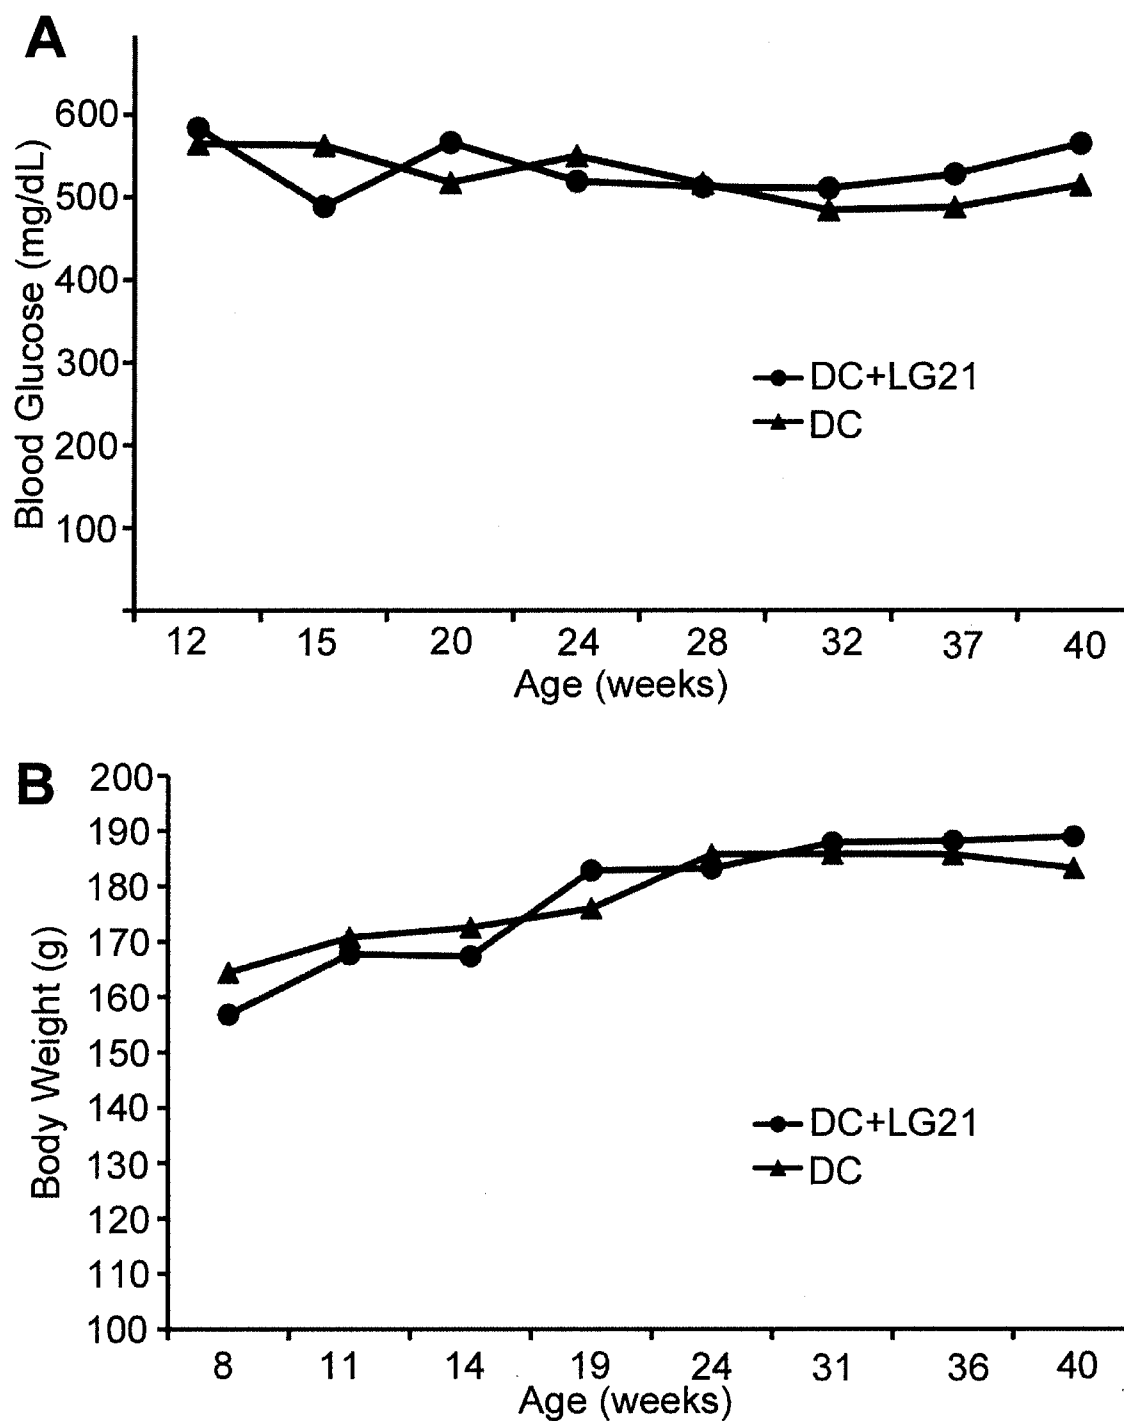 A
600
500
400
300
200
100
Blood Glucose (mg/dL)
DC+LG21
DC
12 15 20 24 28 32 37 40
Age (weeks)
B
200
190
180
170
160
150
140
130
120
110
100
Body Weight (g)
DC+LG21
DC
8 11 14 19 24 31 36 40
Age (weeks)